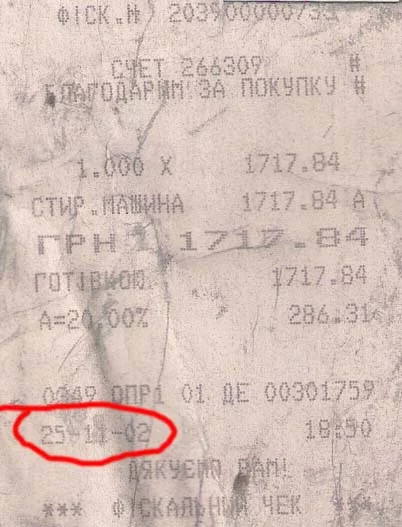 ФІСК.№ 203900000735
СЧЕТ 266309 #
БЛАГОДАРИМ ЗА ПОКУПКУ #
1.000 X 1717.84
СТИР.МАШИНА 1717.84 А
ГРН 1717.84
ГОТІВКОЮ 1717.84
А=20.00% 286.31
0049 ОПР1 01 ДЕ 00301759
25-11-02 18:50
ДЯКУЄМО ВАМ!
*** ФІСКАЛЬНИЙ ЧЕК ***